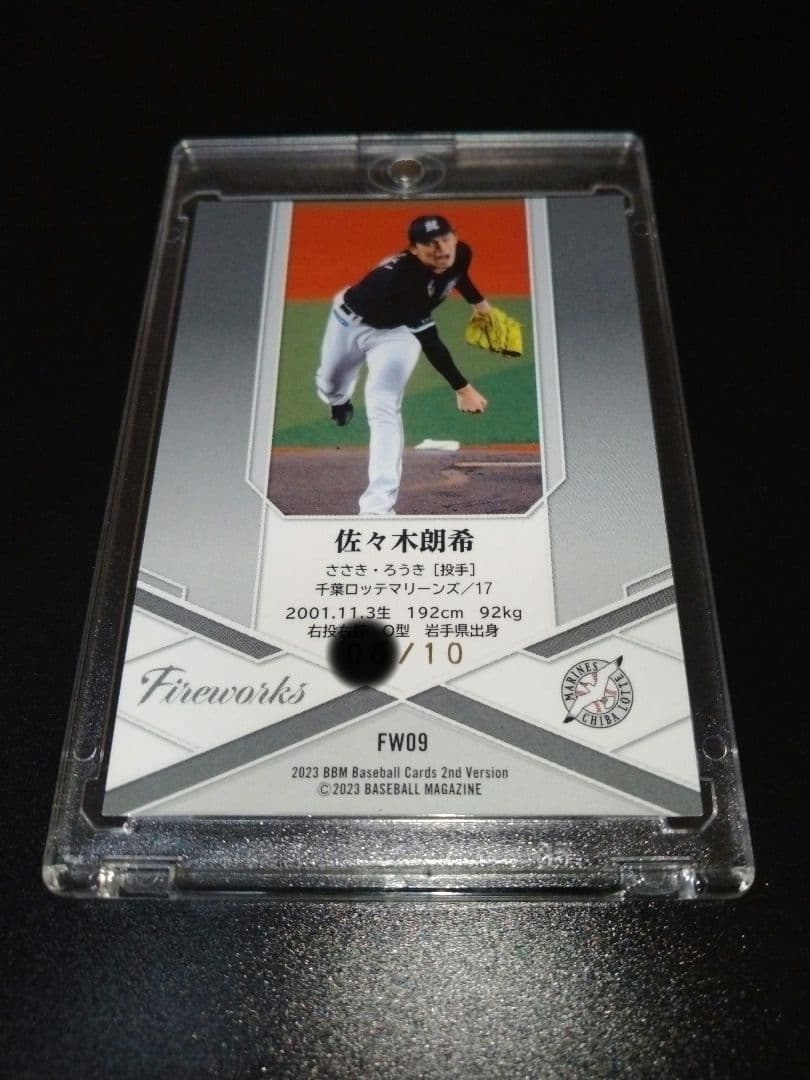 佐々木朗希
ささき・ろうき［投手］
千葉ロッテマリーンズ／17
2001.11.3生 192cm 92kg
右投右打 O型 岩手県出身
/10
Fireworks
MARINES
CHIBA LOTTE
FW09
2023 BBM Baseball Cards 2nd Version
©2023 BASEBALL MAGAZINE